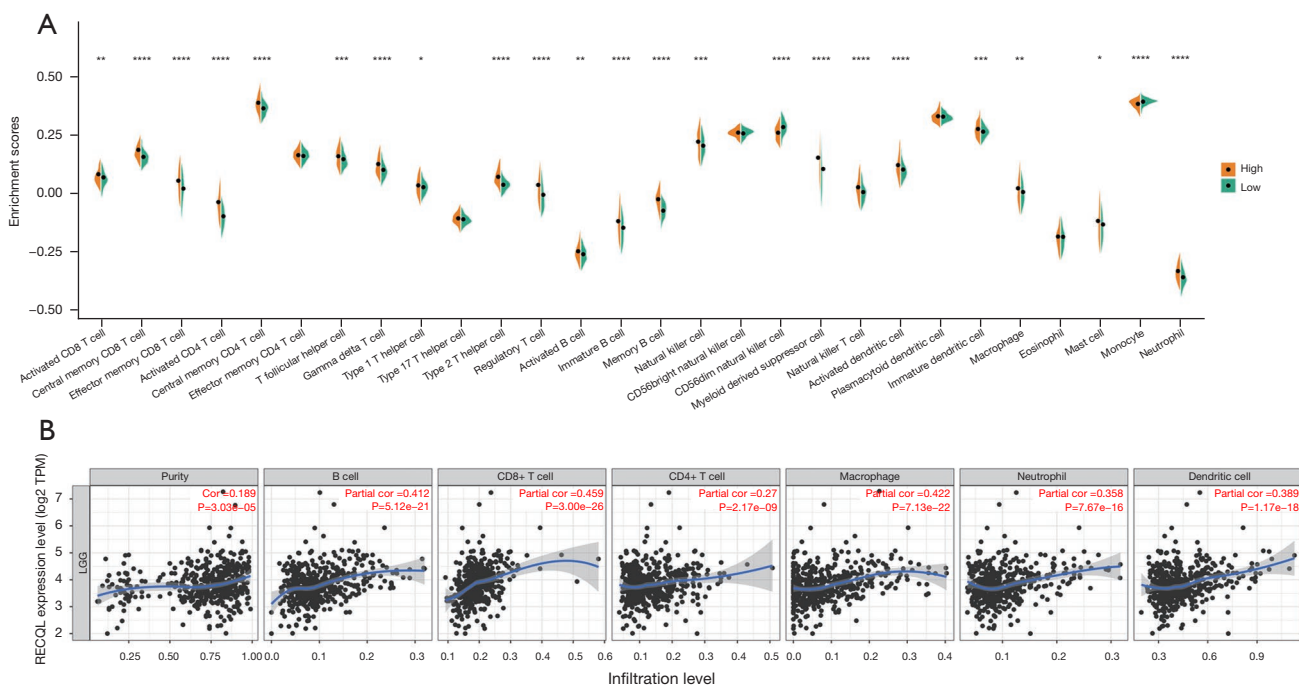 A
** **** **** **** **** *** **** * **** **** ** **** **** *** **** **** **** **** *** ** * **** ****
Enrichment scores
0.50
0.25
0.00
−0.25
−0.50
High
Low
Activated CD8 T cell
Central memory CD8 T cell
Effector memory CD8 T cell
Activated CD4 T cell
Central memory CD4 T cell
Effector memory CD4 T cell
T follicular helper cell
Gamma delta T cell
Type 1 T helper cell
Type 17 T helper cell
Type 2 T helper cell
Regulatory T cell
Activated B cell
Immature B cell
Memory B cell
Natural killer cell
CD56bright natural killer cell
CD56dim natural killer cell
Myeloid derived suppressor cell
Natural killer T cell
Activated dendritic cell
Plasmacytoid dendritic cell
Immature dendritic cell
Macrophage
Eosinophil
Mast cell
Monocyte
Neutrophil
B
RECQL expression level (log2 TPM)
LGG
7
6
5
4
3
2
Purity
Cor=0.189
P=3.03e−05
0.25 0.50 0.75 1.00
B cell
Partial cor =0.412
P=5.12e−21
0.0 0.1 0.2 0.3
CD8+ T cell
Partial cor =0.459
P=3.00e−26
0.1 0.2 0.3 0.4 0.5 0.6
CD4+ T cell
Partial cor =0.27
P=2.17e−09
0.0 0.1 0.2 0.3 0.4 0.5
Macrophage
Partial cor =0.422
P=7.13e−22
0.0 0.1 0.2 0.3 0.4
Neutrophil
Partial cor =0.358
P=7.67e−16
0.0 0.1 0.2 0.3
Dendritic cell
Partial cor =0.389
P=1.17e−18
0.3 0.6 0.9
Infiltration level